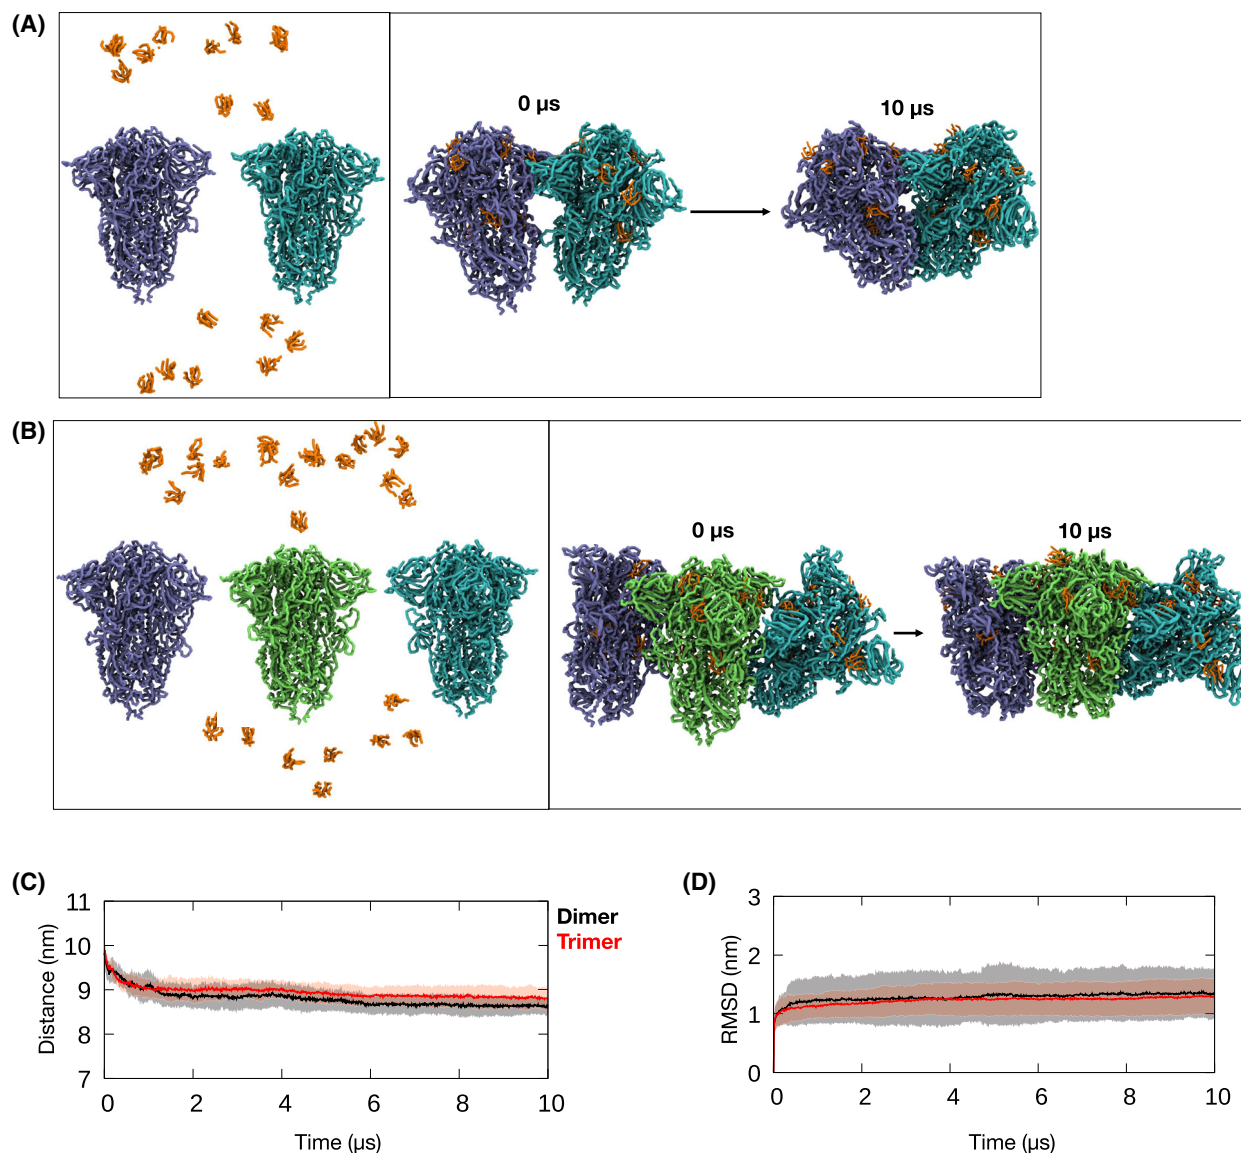 (A)
0 µs
10 µs
(B)
0 µs
10 µs
(C)
11
10
9
8
7
Distance (nm)
0 2 4 6 8 10
Time (µs)
Dimer
Trimer
(D)
3
2
1
0
RMSD (nm)
0 2 4 6 8 10
Time (µs)